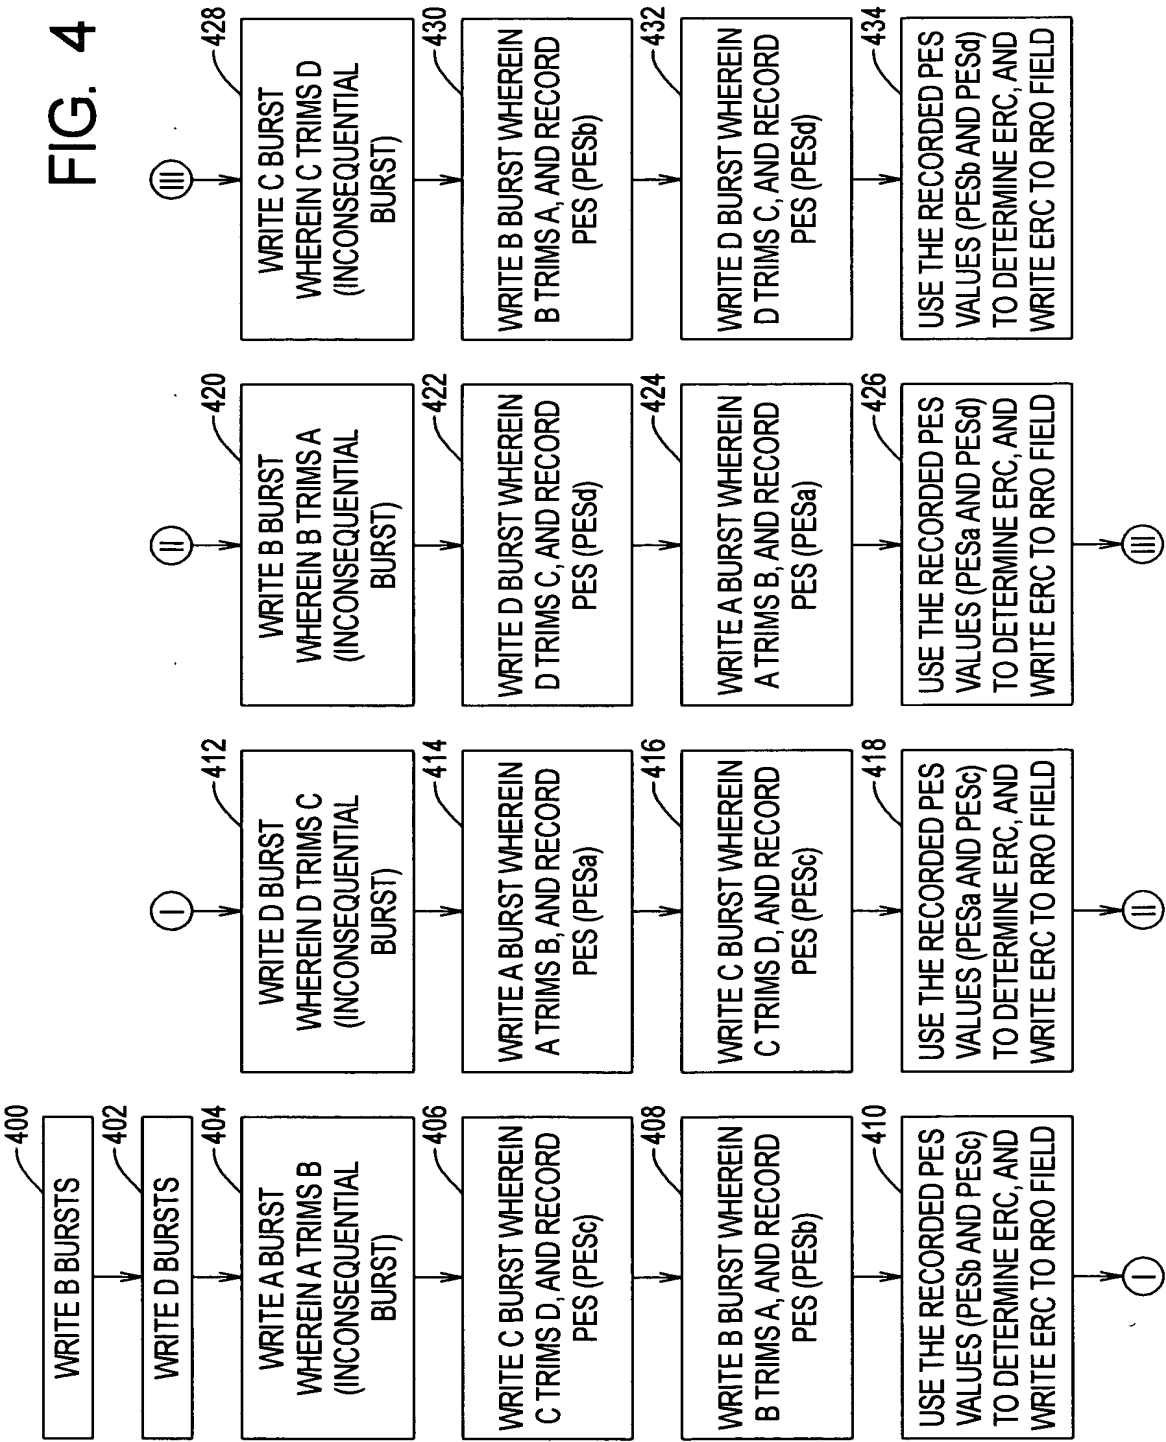 FIG. 4
400
WRITE B BURSTS
402
WRITE D BURSTS
404
WRITE A BURST
WHEREIN A TRIMS B
(INCONSEQUENTIAL
BURST)
406
WRITE C BURST WHEREIN
C TRIMS D, AND RECORD
PES (PESc)
408
WRITE B BURST WHEREIN
B TRIMS A, AND RECORD
PES (PESb)
410
USE THE RECORDED PES
VALUES (PESb AND PESc)
TO DETERMINE ERC, AND
WRITE ERC TO RRO FIELD
I
I
412
WRITE D BURST
WHEREIN D TRIMS C
(INCONSEQUENTIAL
BURST)
414
WRITE A BURST WHEREIN
A TRIMS B, AND RECORD
PES (PESa)
416
WRITE C BURST WHEREIN
C TRIMS D, AND RECORD
PES (PESc)
418
USE THE RECORDED PES
VALUES (PESa AND PESc)
TO DETERMINE ERC, AND
WRITE ERC TO RRO FIELD
II
II
420
WRITE B BURST
WHEREIN B TRIMS A
(INCONSEQUENTIAL
BURST)
422
WRITE D BURST WHEREIN
D TRIMS C, AND RECORD
PES (PESd)
424
WRITE A BURST WHEREIN
A TRIMS B, AND RECORD
PES (PESa)
426
USE THE RECORDED PES
VALUES (PESa AND PESd)
TO DETERMINE ERC, AND
WRITE ERC TO RRO FIELD
III
III
428
WRITE C BURST
WHEREIN C TRIMS D
(INCONSEQUENTIAL
BURST)
430
WRITE B BURST WHEREIN
B TRIMS A, AND RECORD
PES (PESb)
432
WRITE D BURST WHEREIN
D TRIMS C, AND RECORD
PES (PESd)
434
USE THE RECORDED PES
VALUES (PESb AND PESd)
TO DETERMINE ERC, AND
WRITE ERC TO RRO FIELD